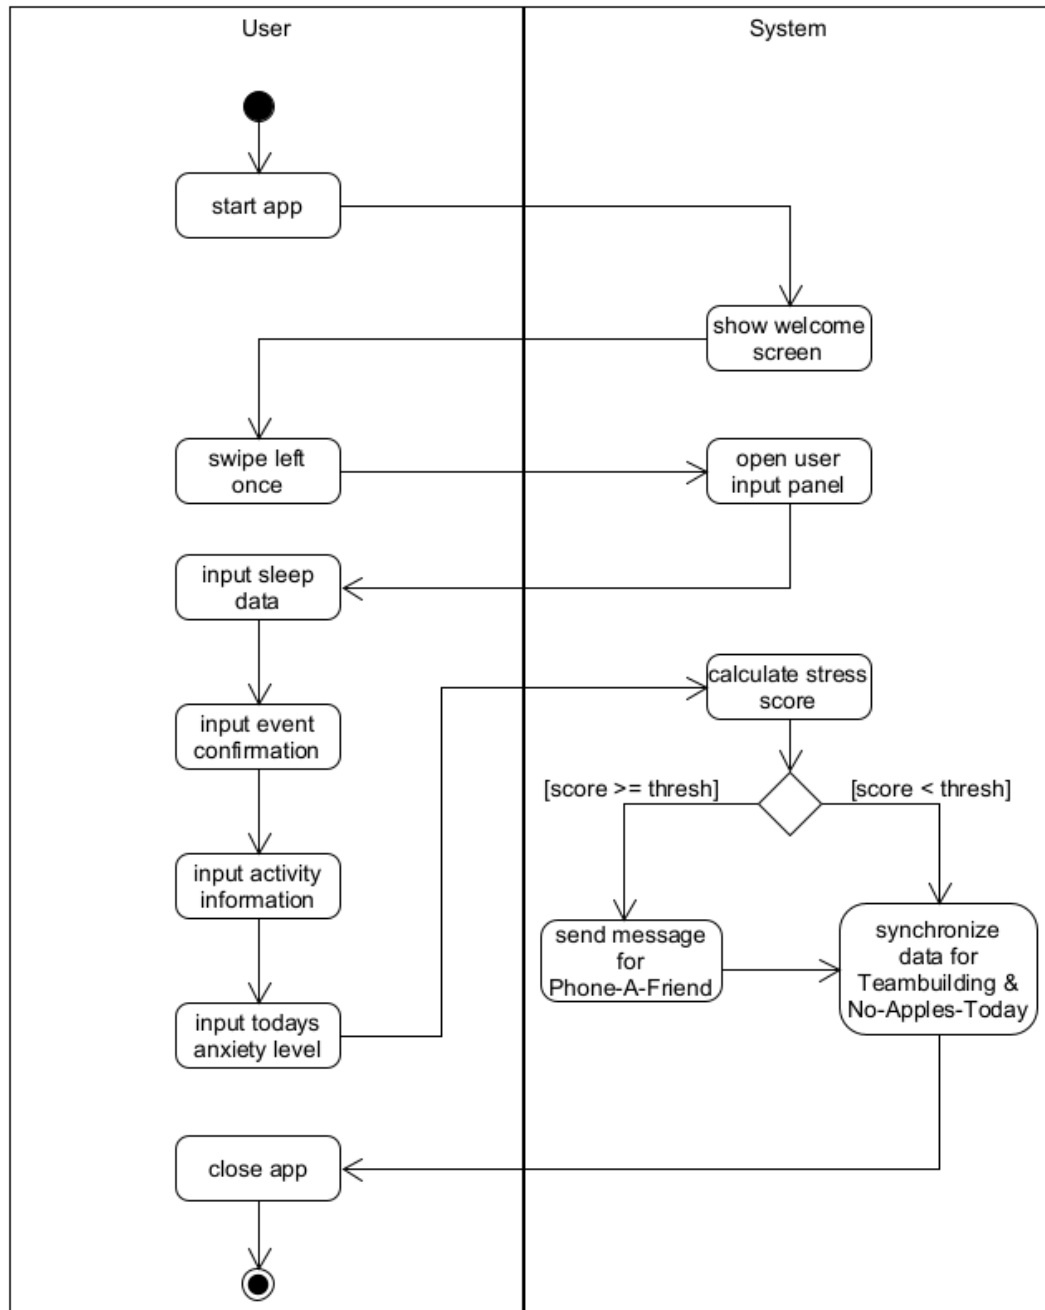 User
System
start app
show welcome
screen
swipe left
once
open user
input panel
input sleep
data
calculate stress
score
input event
confirmation
[score >= thresh]
[score < thresh]
input activity
information
send message
for
Phone-A-Friend
synchronize
data for
Teambuilding &
No-Apples-Today
input todays
anxiety level
close app